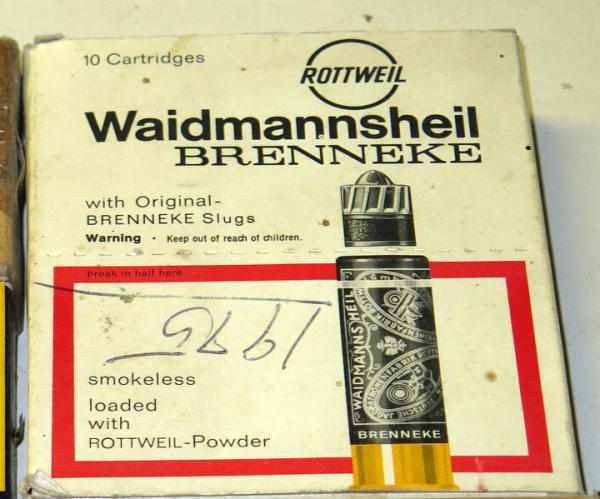 10 Cartridges
ROTTWEIL
Waidmannsheil
BRENNEKE
with Original-
BRENNEKE Slugs
Warning · Keep out of reach of children.
break in half here
1975
smokeless
loaded
with
ROTTWEIL-Powder
WAIDMANNSHEIL
BRENNEKE